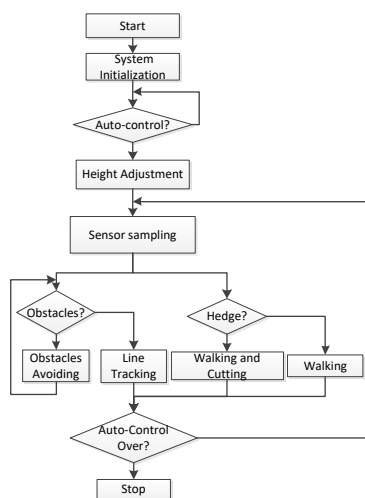 Start
System
Initialization
Auto-control?
Height Adjustment
Sensor sampling
Obstacles?
Hedge?
Obstacles
Avoiding
Line
Tracking
Walking and
Cutting
Walking
Auto-Control
Over?
Stop